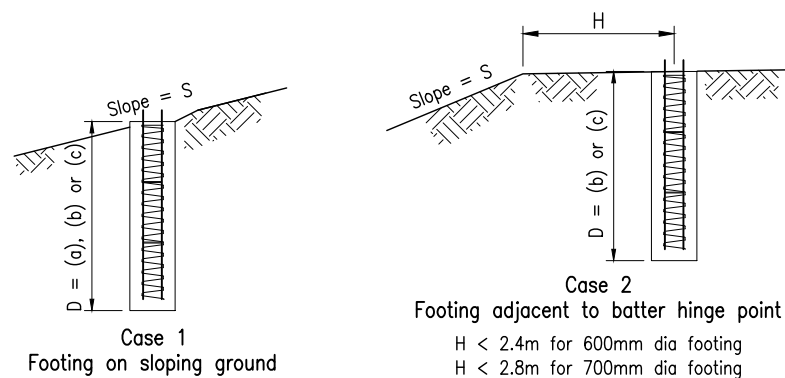 Slope = S
D = (a), (b) or (c)
Case 1
Footing on sloping ground
H
Slope = S
D = (b) or (c)
Case 2
Footing adjacent to batter hinge point
H < 2.4m for 600mm dia footing
H < 2.8m for 700mm dia footing